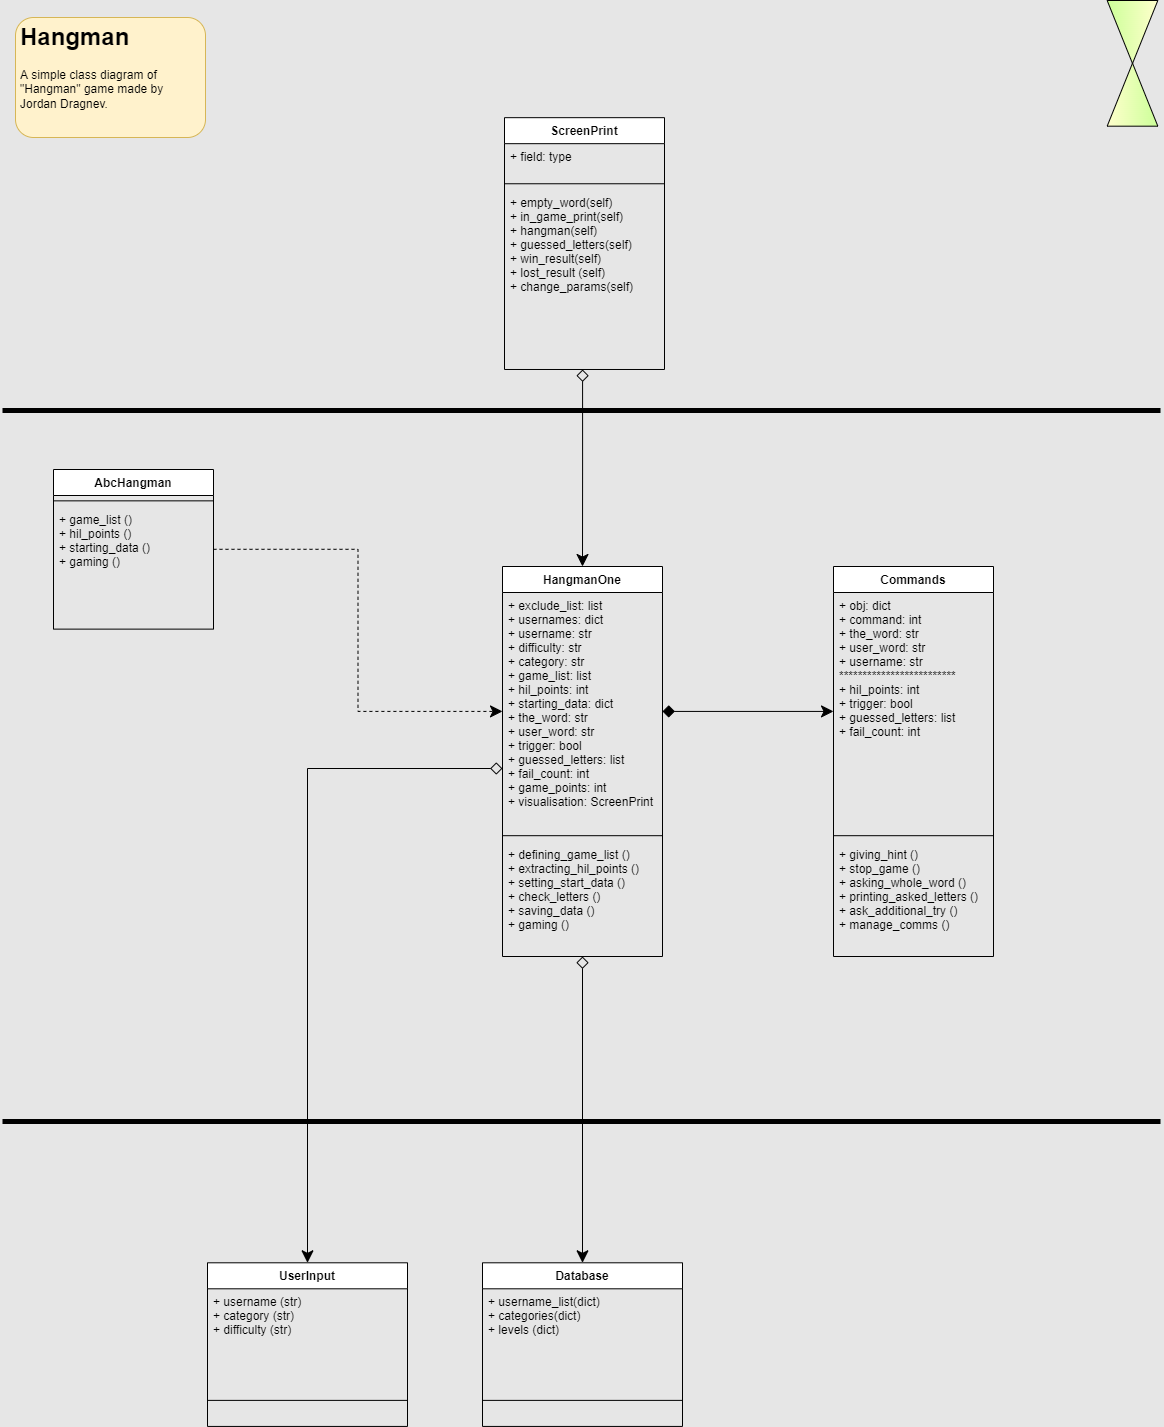 Hangman
A simple class diagram of
"Hangman" game made by
Jordan Dragnev.
ScreenPrint
+ field: type
+ empty_word(self)
+ in_game_print(self)
+ hangman(self)
+ guessed_letters(self)
+ win_result(self)
+ lost_result (self)
+ change_params(self)
AbcHangman
+ game_list ()
+ hil_points ()
+ starting_data ()
+ gaming ()
HangmanOne
+ exclude_list: list
+ usernames: dict
+ username: str
+ difficulty: str
+ category: str
+ game_list: list
+ hil_points: int
+ starting_data: dict
+ the_word: str
+ user_word: str
+ trigger: bool
+ guessed_letters: list
+ fail_count: int
+ game_points: int
+ visualisation: ScreenPrint
+ defining_game_list ()
+ extracting_hil_points ()
+ setting_start_data ()
+ check_letters ()
+ saving_data ()
+ gaming ()
Commands
+ obj: dict
+ command: int
+ the_word: str
+ user_word: str
+ username: str
*************************
+ hil_points: int
+ trigger: bool
+ guessed_letters: list
+ fail_count: int
+ giving_hint ()
+ stop_game ()
+ asking_whole_word ()
+ printing_asked_letters ()
+ ask_additional_try ()
+ manage_comms ()
UserInput
+ username (str)
+ category (str)
+ difficulty (str)
Database
+ username_list(dict)
+ categories(dict)
+ levels (dict)